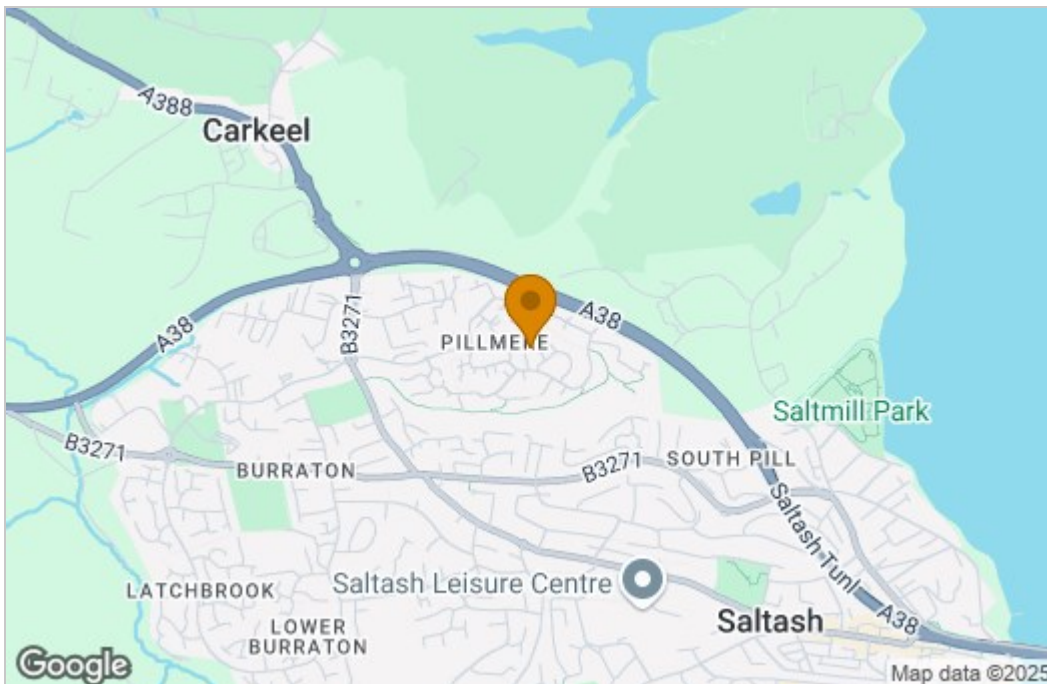 A388
Carkeel
A38
A38
B3271
PILLMERE
Saltmill Park
B3271
BURRATON
B3271
SOUTH PILL
Saltash Tunl
LATCHBROOK
Saltash Leisure Centre
LOWER
BURRATON
Saltash
A38
Google
Map data ©2025